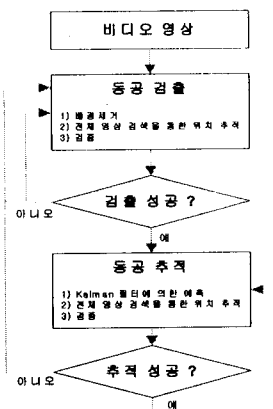 비디오 영상
동공 검출
1) 배경제거
2) 전체 영상 검색을 통한 위치 추적
3) 검증
검출 성공 ?
아니오
예
동공 추적
1) Kalman 필터에 의한 예측
2) 전체 영상 검색을 통한 위치 추적
3) 검증
추적 성공 ?
아니오
예